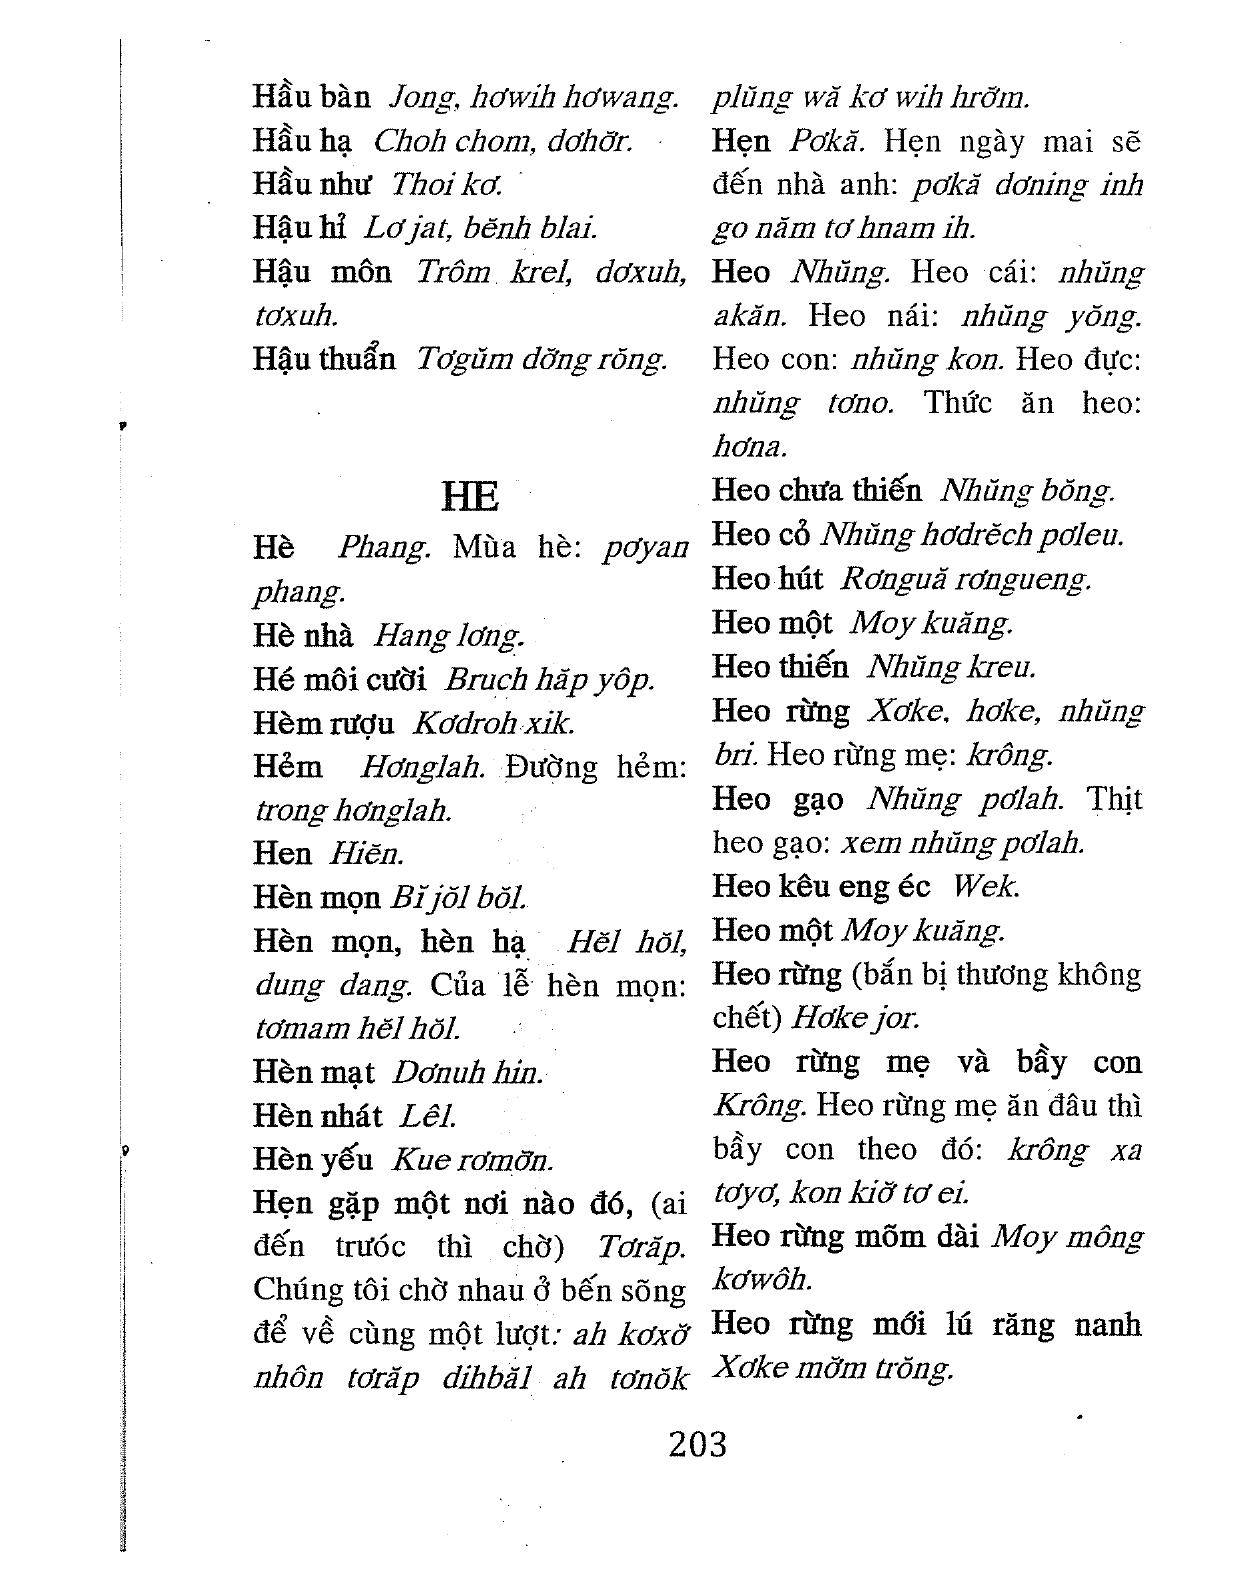 Hầu bàn Jong, hơwih hơwang.
Hầu hạ Choh chom, dơhơ̆r.
Hầu như Thoi kơ.
Hậu hỉ Lơ jat, bĕnh blai.
Hậu môn Trôm krel, dơxuh,
tơxuh.
Hậu thuẩn Tơgŭm dơ̆ng rŏng.
HE
Hè Phang. Mùa hè: pơyan
phang.
Hè nhà Hang lơng.
Hé môi cười Bruch hăp yôp.
Hèm rượu Kơdroh xik.
Hẻm Hơnglah. Đường hẻm:
trong hơnglah.
Hen Hiĕn.
Hèn mọn Bĭ jŏl bŏl.
Hèn mọn, hèn hạ Hĕl hŏl,
dung dang. Của lễ hèn mọn:
tơmam hĕl hŏl.
Hèn mạt Dơnuh hin.
Hèn nhát Lêl.
Hèn yếu Kue rơmơ̆n.
Hẹn gặp một nơi nào đó, (ai
đến trưóc thì chờ) Tơrăp.
Chúng tôi chờ nhau ở bến sõng
để về cùng một lượt: ah kơxơ̆
nhôn tơrăp dihbăl ah tơnŏk
plŭng wă kơ wih hrơ̆m.
Hẹn Pơkă. Hẹn ngày mai sẽ
đến nhà anh: pơkă dơning inh
go năm tơ hnam ih.
Heo Nhŭng. Heo cái: nhŭng
akăn. Heo nái: nhŭng yŏng.
Heo con: nhŭng kon. Heo đực:
nhŭng tơno. Thức ăn heo:
hơna.
Heo chưa thiến Nhŭng bŏng.
Heo cỏ Nhŭng hơdrĕch pơleu.
Heo hút Rơnguă rơngueng.
Heo một Moy kuăng.
Heo thiến Nhŭng kreu.
Heo rừng Xơke, hơke, nhŭng
bri. Heo rừng mẹ: krông.
Heo gạo Nhŭng pơlah. Thịt
heo gạo: xem nhŭng pơlah.
Heo kêu eng éc Wek.
Heo một Moy kuăng.
Heo rừng (bắn bị thương không
chết) Hơke jor.
Heo rừng mẹ và bầy con
Krông. Heo rừng mẹ ăn đâu thì
bầy con theo đó: krông xa
tơyơ, kon kiơ̆ tơ ei.
Heo rừng mõm dài Moy mông
kơwôh.
Heo rừng mới lú răng nanh
Xơke mơ̆m trŏng.
203